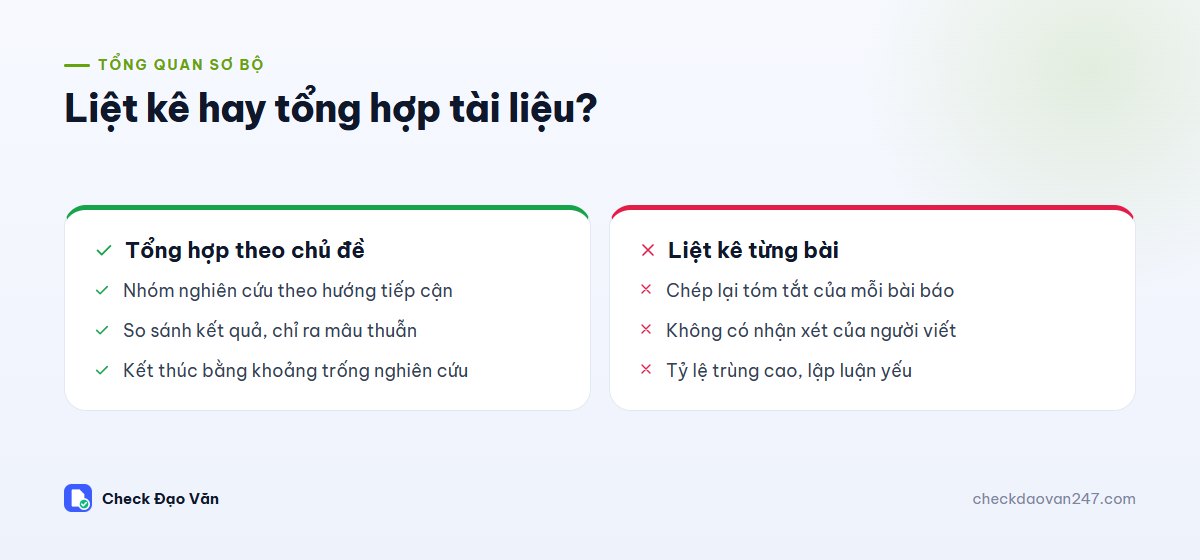 TỔNG QUAN SƠ BỘ
Liệt kê hay tổng hợp tài liệu?
Tổng hợp theo chủ đề
Nhóm nghiên cứu theo hướng tiếp cận
So sánh kết quả, chỉ ra mâu thuẫn
Kết thúc bằng khoảng trống nghiên cứu
Liệt kê từng bài
Chép lại tóm tắt của mỗi bài báo
Không có nhận xét của người viết
Tỷ lệ trùng cao, lập luận yếu
Check Đạo Văn
checkdaovan247.com